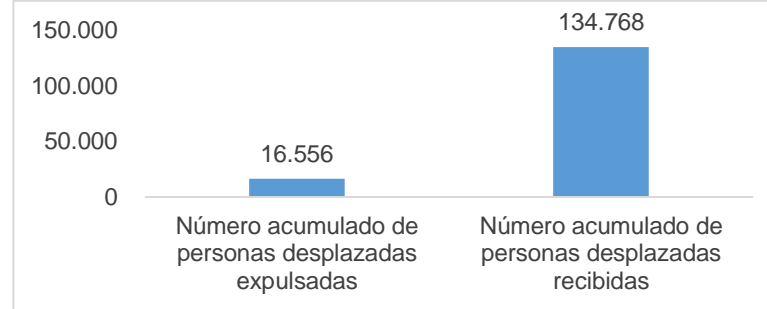 150.000
100.000
50.000
0
16.556
134.768
Número acumulado de
personas desplazadas
expulsadas
Número acumulado de
personas desplazadas
recibidas